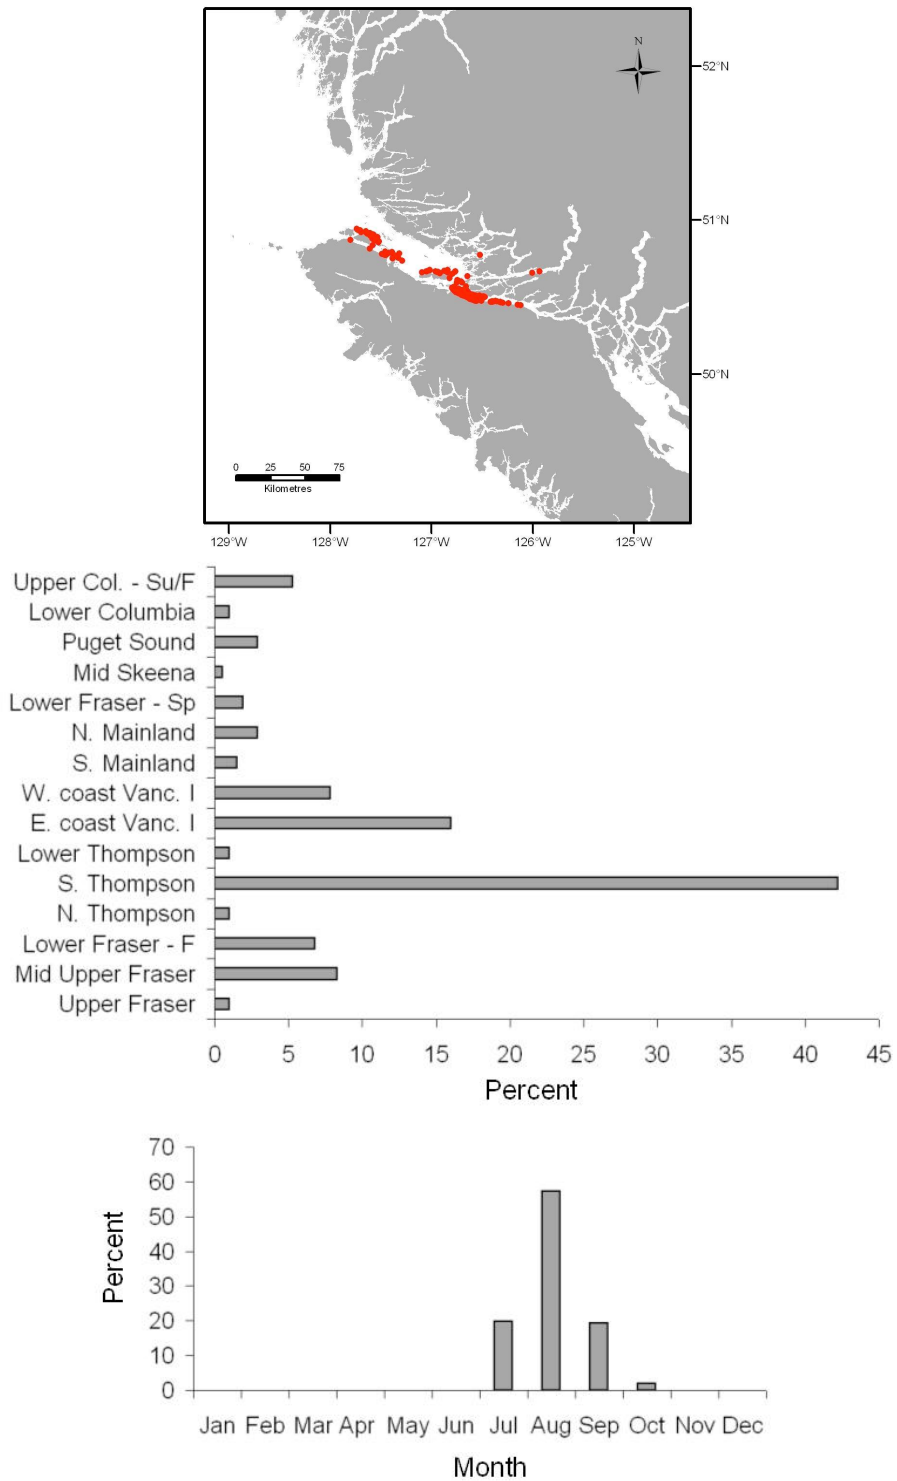 N
52°N
51°N
50°N
0 25 50 75
Kilometres
129°W 128°W 127°W 126°W 125°W
Upper Col. - Su/F
Lower Columbia
Puget Sound
Mid Skeena
Lower Fraser - Sp
N. Mainland
S. Mainland
W. coast Vanc. I
E. coast Vanc. I
Lower Thompson
S. Thompson
N. Thompson
Lower Fraser - F
Mid Upper Fraser
Upper Fraser
0 5 10 15 20 25 30 35 40 45
Percent
70
60
50
40
30
20
10
0
Percent
Jan Feb Mar Apr May Jun Jul Aug Sep Oct Nov Dec
Month